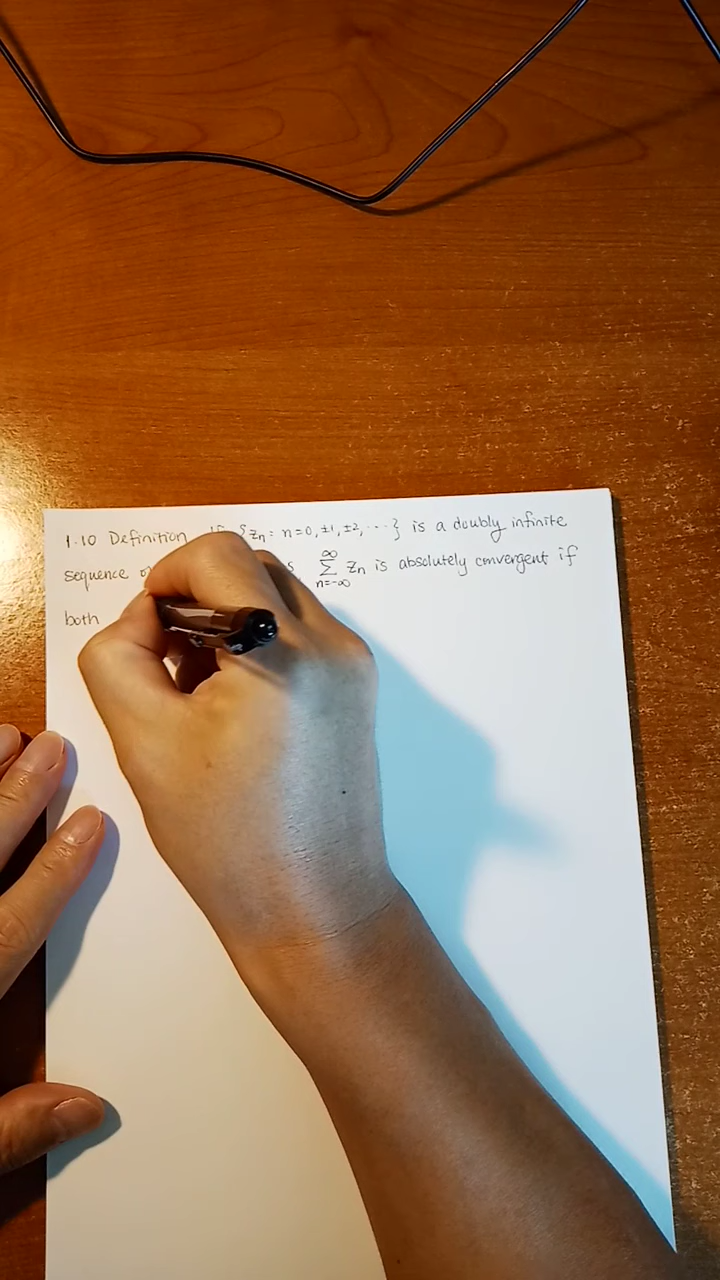 1.10 Definition {zn: n=0, ±1, ±2, ⋯} is a doubly infinite
sequence ∞∑n=-∞ zn is absolutely convergent if
both